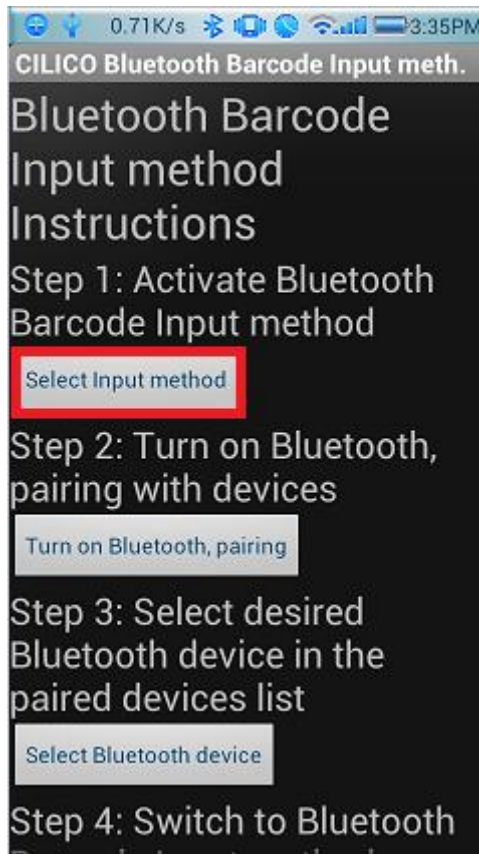 0.71K/s 3:35PM
CILICO Bluetooth Barcode Input meth.
Bluetooth Barcode
Input method
Instructions
Step 1: Activate Bluetooth
Barcode Input method
Select Input method
Step 2: Turn on Bluetooth,
pairing with devices
Turn on Bluetooth, pairing
Step 3: Select desired
Bluetooth device in the
paired devices list
Select Bluetooth device
Step 4: Switch to Bluetooth